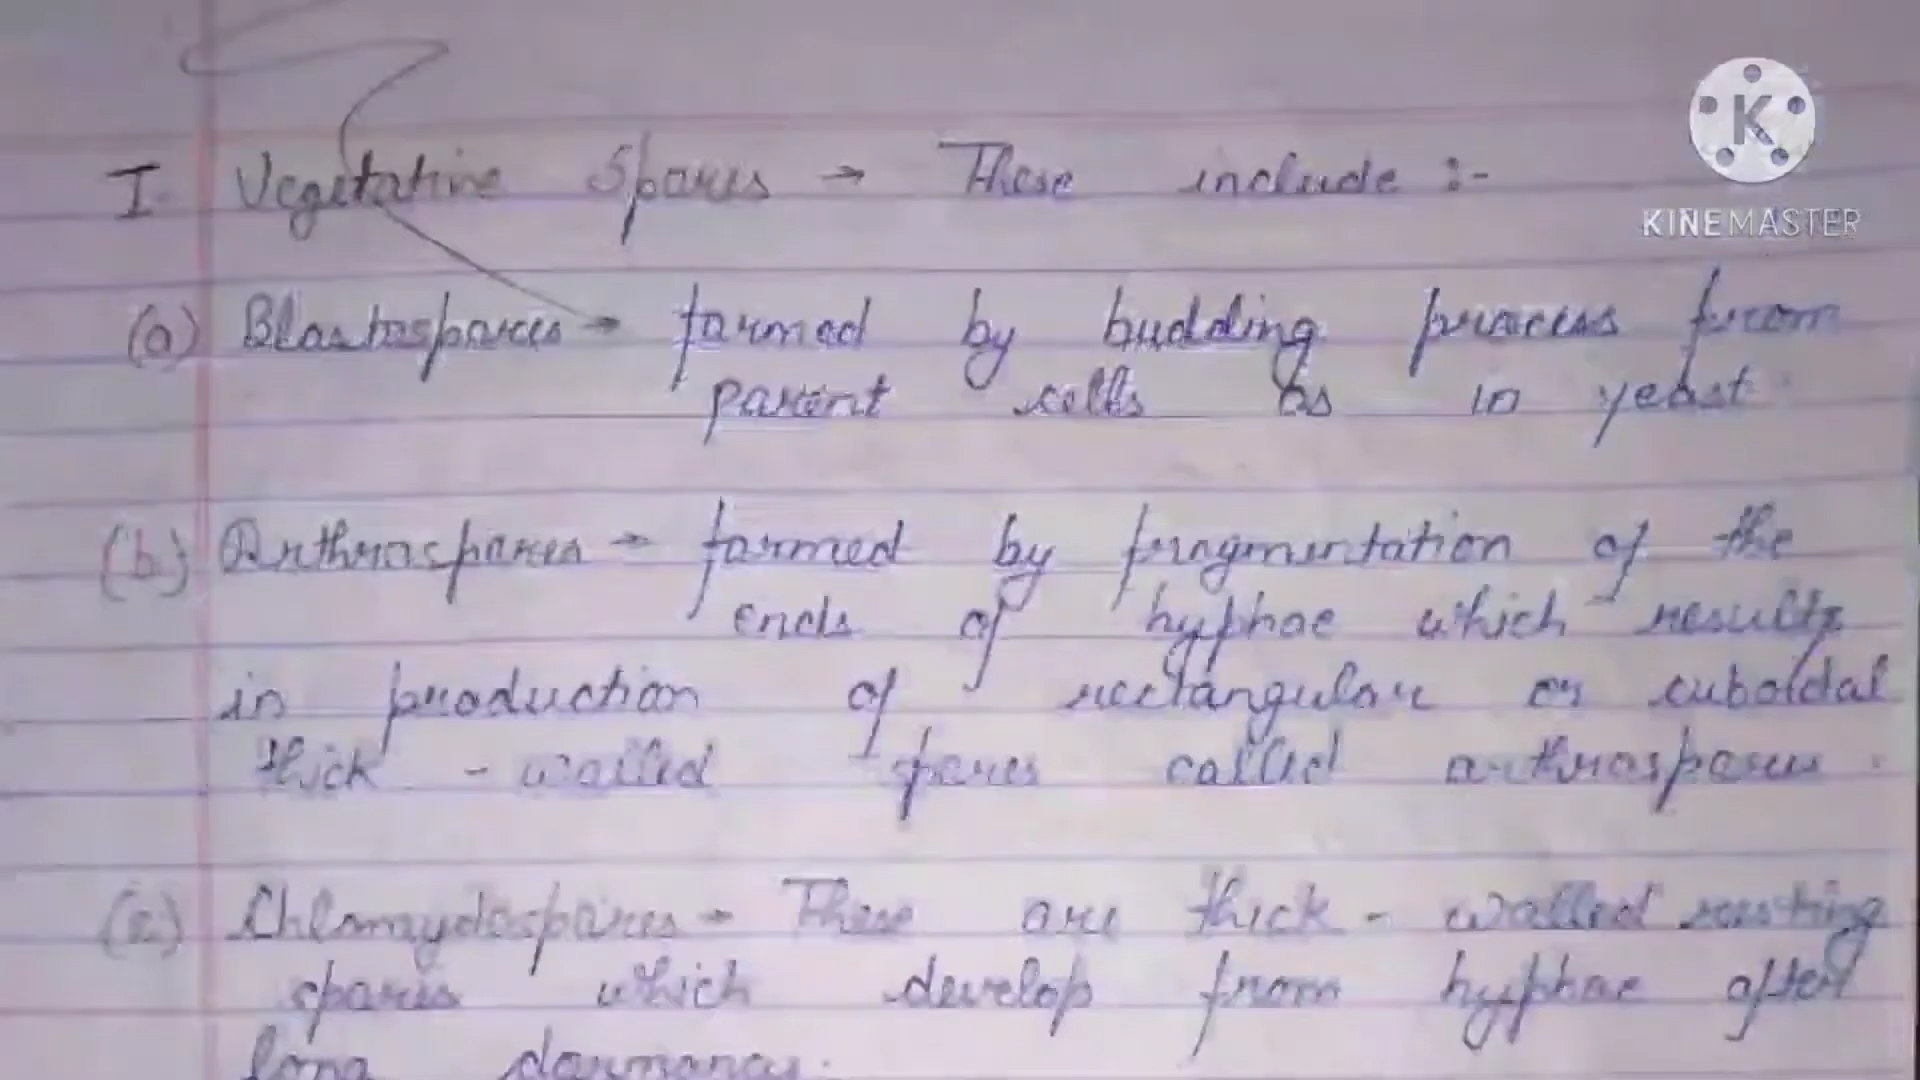 I. Vegetative Spores → These include :-
K
KINEMASTER
(a) Blastospores → formed by budding process from
parent cells as in yeast.
(b) Arthrospores → formed by fragmentation of the
ends of hyphae which results
in production of rectangular or cuboidal
thick - walled spores called arthrospores.
(c) Chlamydospores - These are thick - walled resting
spores which develop from hyphae after
long dormancy.